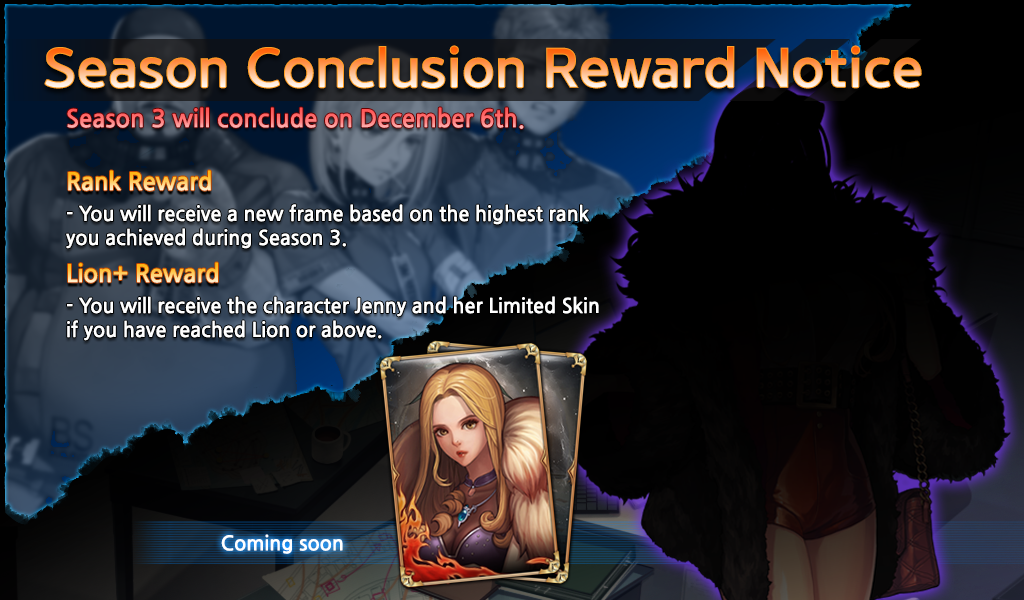 Season Conclusion Reward Notice
Season 3 will conclude on December 6th.
Rank Reward
- You will receive a new frame based on the highest rank
you achieved during Season 3.
Lion+ Reward
- You will receive the character Jenny and her Limited Skin
if you have reached Lion or above.
BS
Coming soon